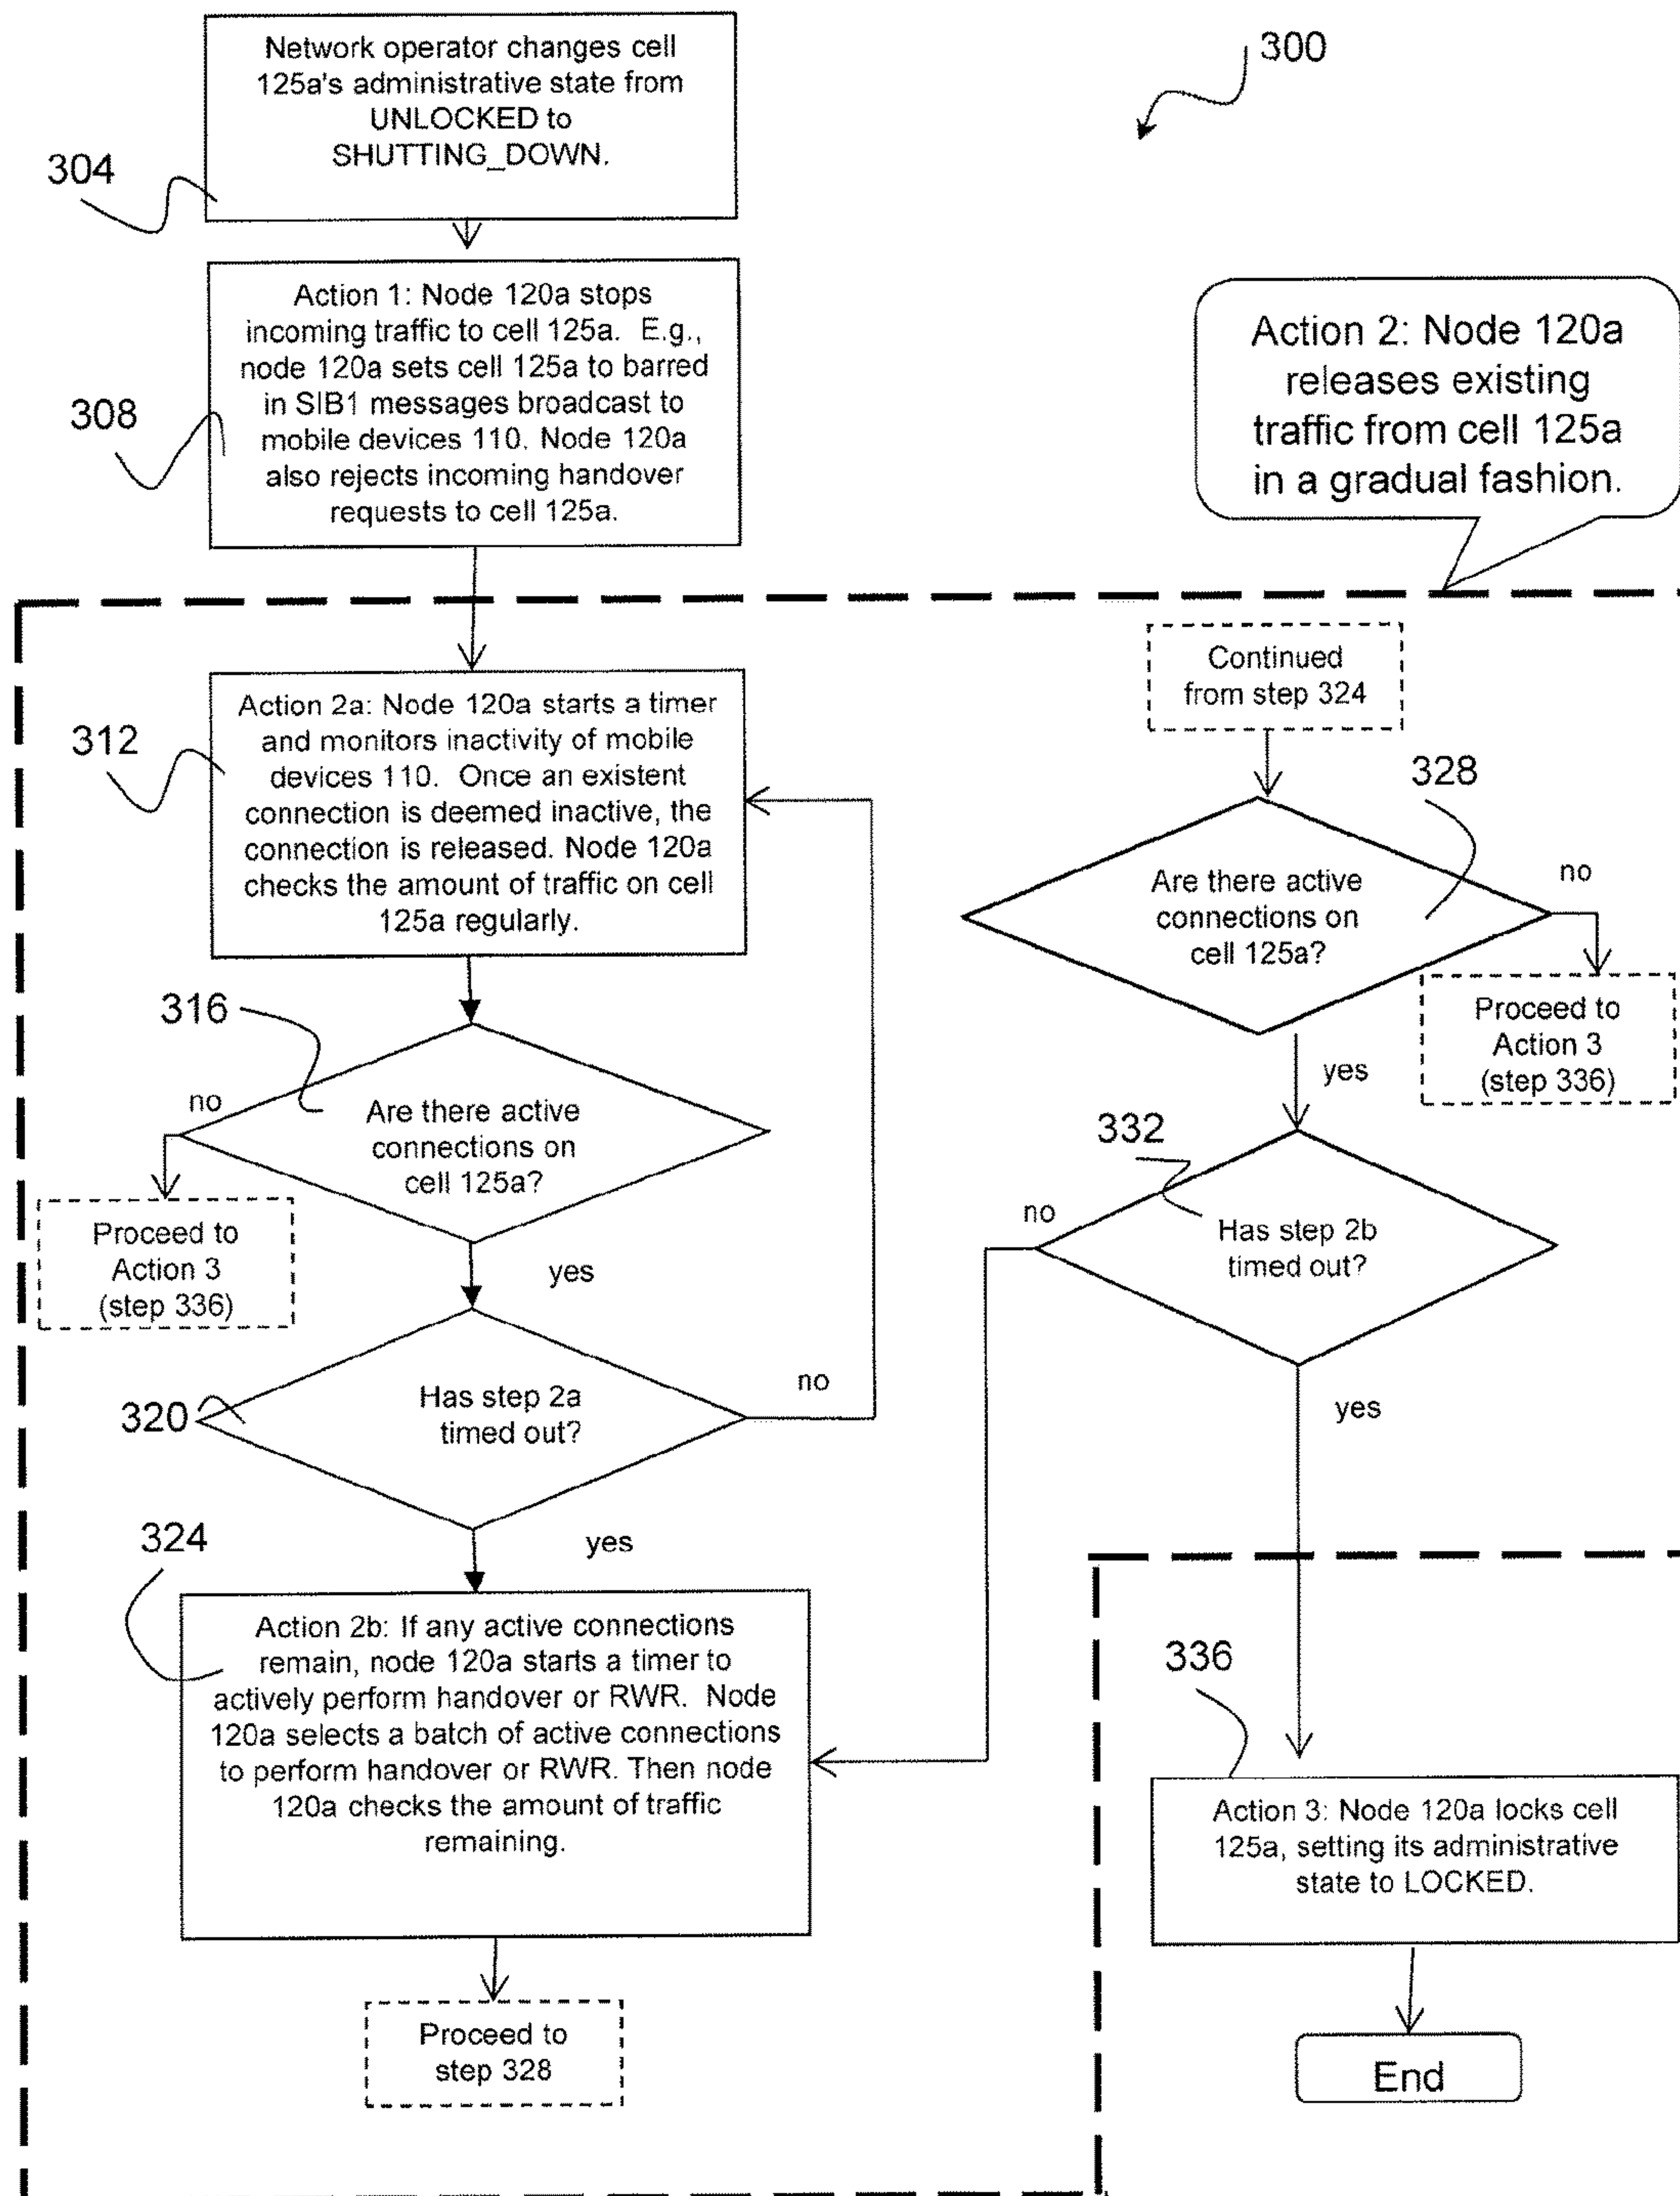 300
Network operator changes cell
125a's administrative state from
UNLOCKED to
SHUTTING_DOWN.
304
Action 1: Node 120a stops
incoming traffic to cell 125a. E.g.,
node 120a sets cell 125a to barred
in SIB1 messages broadcast to
mobile devices 110. Node 120a
also rejects incoming handover
requests to cell 125a.
308
Action 2: Node 120a
releases existing
traffic from cell 125a
in a gradual fashion.
Action 2a: Node 120a starts a timer
and monitors inactivity of mobile
devices 110. Once an existent
connection is deemed inactive, the
connection is released. Node 120a
checks the amount of traffic on cell
125a regularly.
312
316
Are there active
connections on
cell 125a?
no
Proceed to
Action 3
(step 336)
yes
320
Has step 2a
timed out?
no
yes
324
Action 2b: If any active connections
remain, node 120a starts a timer to
actively perform handover or RWR. Node
120a selects a batch of active connections
to perform handover or RWR. Then node
120a checks the amount of traffic
remaining.
Proceed to
step 328
Continued
from step 324
328
Are there active
connections on
cell 125a?
no
Proceed to
Action 3
(step 336)
yes
332
Has step 2b
timed out?
no
yes
336
Action 3: Node 120a locks cell
125a, setting its administrative
state to LOCKED.
End